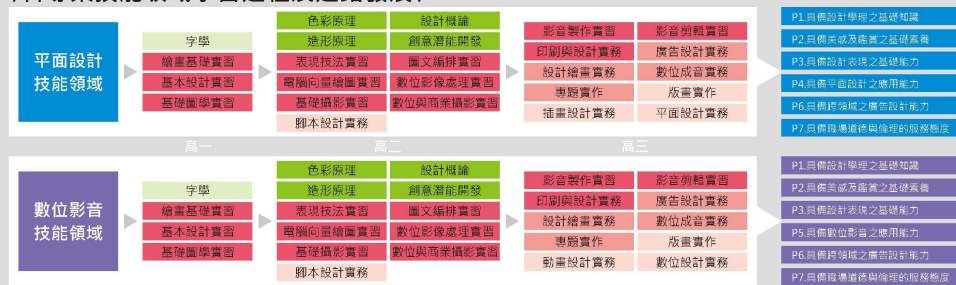 平面設計
技能領域
字學
繪畫基礎實習
基本設計實習
基礎圖學實習
色彩原理 設計概論
造形原理 創意潛能開發
表現技法實習 圖文編排實習
電腦向量繪圖實習 數位影像處理實習
基礎攝影實習 數位與商業攝影實習
腳本設計實務
影音製作實習 影音剪輯實習
印刷與設計實務 廣告設計實務
設計繪畫實務 數位成音實務
專題實作 版畫實作
插畫設計實務 平面設計實務
P1.具備設計學理之基礎知識
P2.具備美感及鑑賞之基礎素養
P3.具備設計表現之基礎能力
P4.具備平面設計之應用能力
P6.具備跨領域之廣告設計能力
P7.具備職場道德與倫理的服務態度
高一 高二 高三
數位影音
技能領域
字學
繪畫基礎實習
基本設計實習
基礎圖學實習
色彩原理 設計概論
造形原理 創意潛能開發
表現技法實習 圖文編排實習
電腦向量繪圖實習 數位影像處理實習
基礎攝影實習 數位與商業攝影實習
腳本設計實務
影音製作實習 影音剪輯實習
印刷與設計實務 廣告設計實務
設計繪畫實務 數位成音實務
專題實作 版畫實作
動畫設計實務 數位設計實務
P1.具備設計學理之基礎知識
P2.具備美感及鑑賞之基礎素養
P3.具備設計表現之基礎能力
P5.具備數位影音之應用能力
P6.具備跨領域之廣告設計能力
P7.具備職場道德與倫理的服務態度